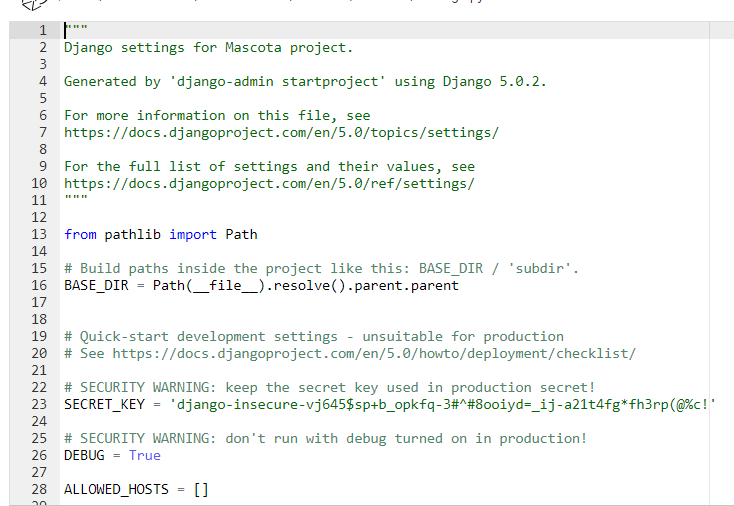 1 """
2 Django settings for Mascota project.
3
4 Generated by 'django-admin startproject' using Django 5.0.2.
5
6 For more information on this file, see
7 https://docs.djangoproject.com/en/5.0/topics/settings/
8
9 For the full list of settings and their values, see
10 https://docs.djangoproject.com/en/5.0/ref/settings/
11 """
12
13 from pathlib import Path
14
15 # Build paths inside the project like this: BASE_DIR / 'subdir'.
16 BASE_DIR = Path(__file__).resolve().parent.parent
17
18
19 # Quick-start development settings - unsuitable for production
20 # See https://docs.djangoproject.com/en/5.0/howto/deployment/checklist/
21
22 # SECURITY WARNING: keep the secret key used in production secret!
23 SECRET_KEY = 'django-insecure-vj645$sp+b_opkfq-3#^#8ooiyd=_ij-a21t4fg*fh3rp(@%c!'
24
25 # SECURITY WARNING: don't run with debug turned on in production!
26 DEBUG = True
27
28 ALLOWED_HOSTS = []